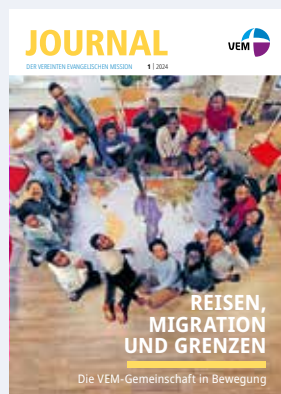 JOURNAL
VEM
DER VEREINTEN EVANGELISCHEN MISSION 1 | 2024
REISEN,
MIGRATION
UND GRENZEN
Die VEM-Gemeinschaft in Bewegung